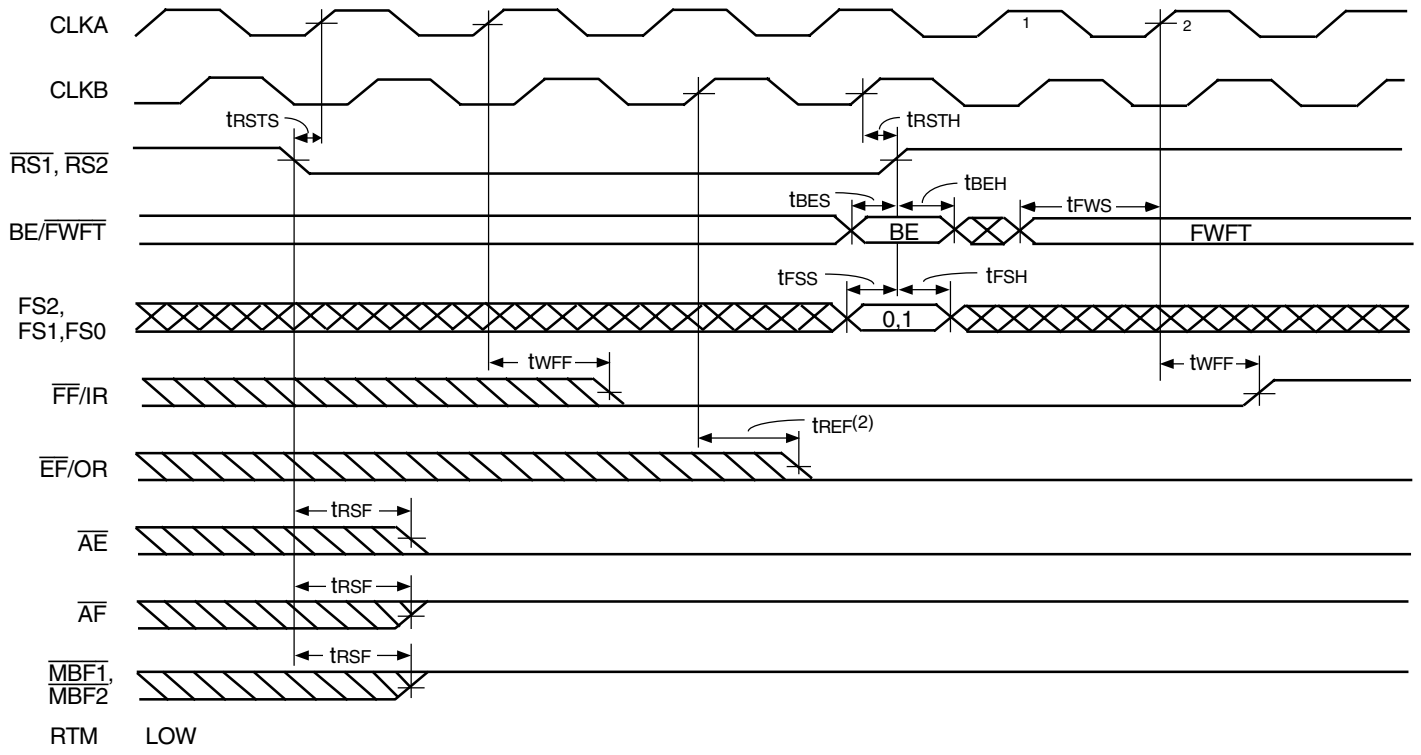 CLKA
1
2
CLKB
tRSTS
tRSTH
RS1, RS2
tBES
tBEH
tFWS
BE/FWFT
BE
FWFT
tFSS
tFSH
FS2,
FS1,FS0
0,1
tWFF
tWFF
FF/IR
tREF(2)
EF/OR
tRSF
AE
tRSF
AF
tRSF
MBF1,
MBF2
RTM LOW